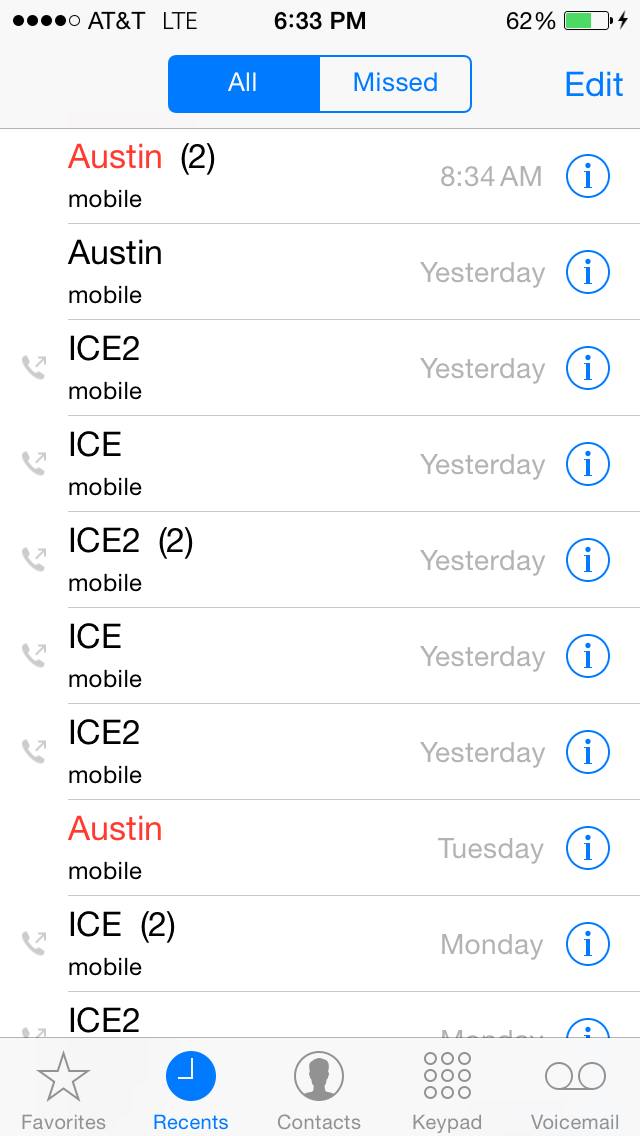 AT&T LTE 6:33 PM 62%
All Missed Edit
Austin (2)
mobile
8:34 AM
Austin
mobile
Yesterday
ICE2
mobile
Yesterday
ICE
mobile
Yesterday
ICE2 (2)
mobile
Yesterday
ICE
mobile
Yesterday
ICE2
mobile
Yesterday
Austin
mobile
Tuesday
ICE (2)
mobile
Monday
ICE2
Monday
Favorites Recents Contacts Keypad Voicemail